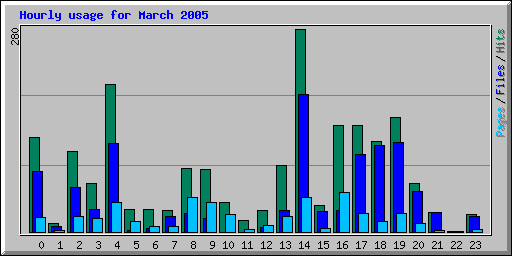 Hourly usage for March 2005
280
Pages / Files / Hits
0 1 2 3 4 5 6 7 8 9 10 11 12 13 14 15 16 17 18 19 20 21 22 23